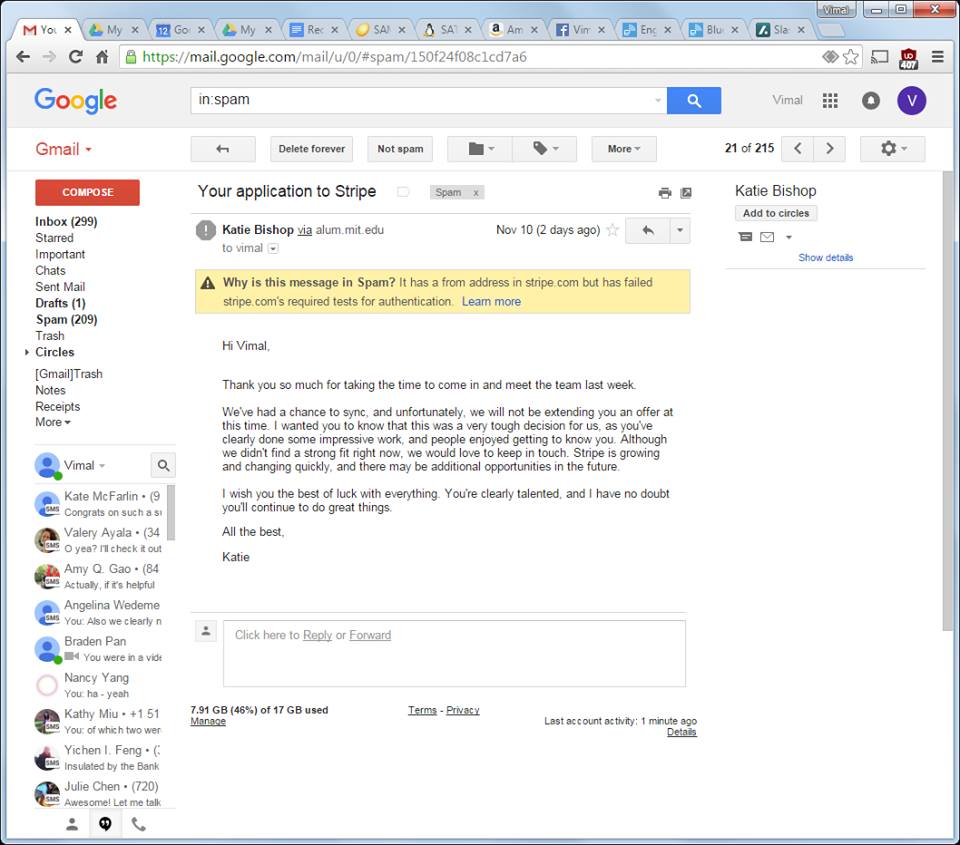 Vimal
You
My
12 Goo
My
Rec
SAT
Am
Vim
Eng
Blue
Slas
https://mail.google.com/mail/u/0/#spam/150f24f08c1cd7a6
407
Google
in:spam
Vimal
V
Gmail
Delete forever
Not spam
More
21 of 215
COMPOSE
Inbox (299)
Starred
Important
Chats
Sent Mail
Drafts (1)
Spam (209)
Trash
Circles
[Gmail]Trash
Notes
Receipts
More
Vimal
Kate McFarlin • (9
SMS
Congrats on such a su
Valery Ayala • (34
SMS
O yea? I'll check it out
Amy Q. Gao • (84
SMS
Actually, if it's helpful
Angelina Wedeme
SMS
You: Also we clearly n
Braden Pan
You were in a vide
Nancy Yang
You: ha - yeah
Kathy Miu • +1 51
SMS
You: of which two were
Yichen I. Feng • (3
SMS
Insulated by the Bank
Julie Chen • (720)
SMS
Awesome! Let me talk
Your application to Stripe
Spam x
Katie Bishop via alum.mit.edu
to vimal
Nov 10 (2 days ago)
Why is this message in Spam? It has a from address in stripe.com but has failed
stripe.com's required tests for authentication. Learn more
Hi Vimal,
Thank you so much for taking the time to come in and meet the team last week.
We've had a chance to sync, and unfortunately, we will not be extending you an offer at
this time. I wanted you to know that this was a very tough decision for us, as you've
clearly done some impressive work, and people enjoyed getting to know you. Although
we didn't find a strong fit right now, we would love to keep in touch. Stripe is growing
and changing quickly, and there may be additional opportunities in the future.
I wish you the best of luck with everything. You're clearly talented, and I have no doubt
you'll continue to do great things.
All the best,
Katie
Click here to Reply or Forward
7.91 GB (46%) of 17 GB used
Manage
Terms - Privacy
Last account activity: 1 minute ago
Details
Katie Bishop
Add to circles
Show details